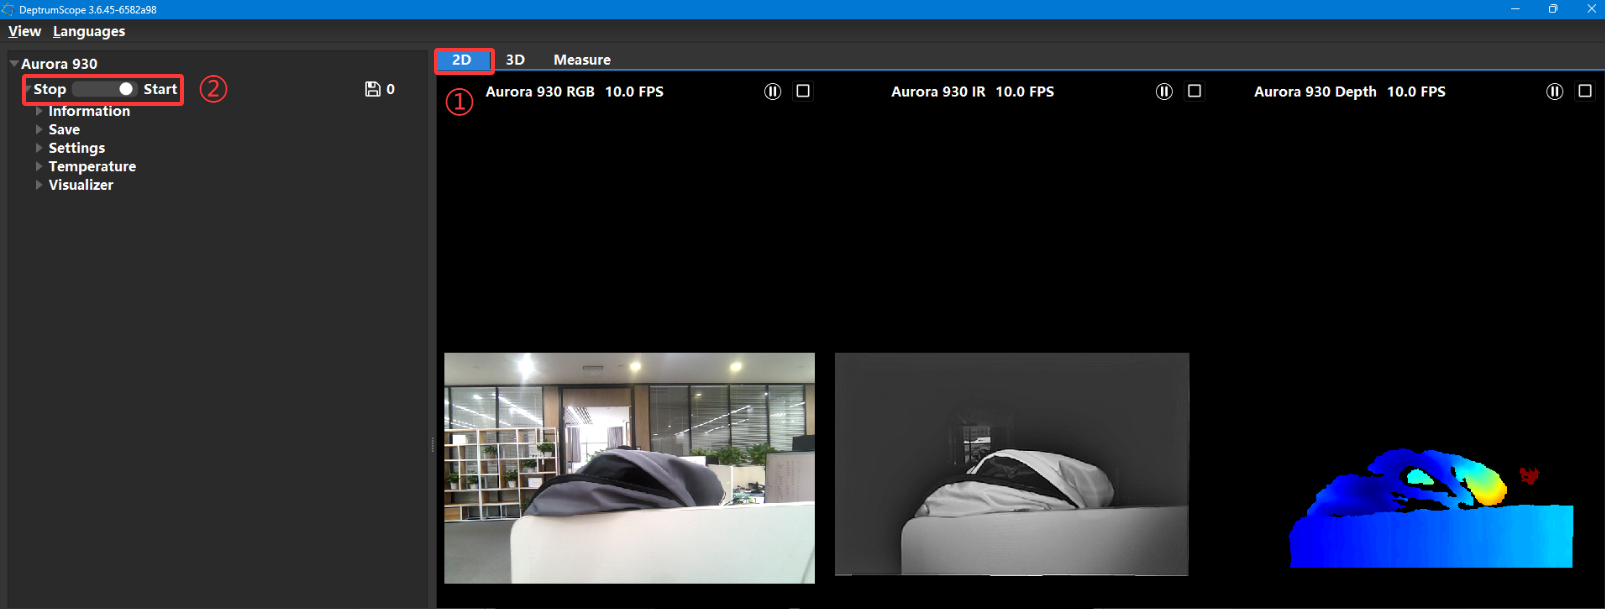 DeptrumScope 3.6.45-6582a98
View Languages
Aurora 930
Stop Start ② 0
Information
Save
Settings
Temperature
Visualizer
2D 3D Measure
① Aurora 930 RGB 10.0 FPS Aurora 930 IR 10.0 FPS Aurora 930 Depth 10.0 FPS